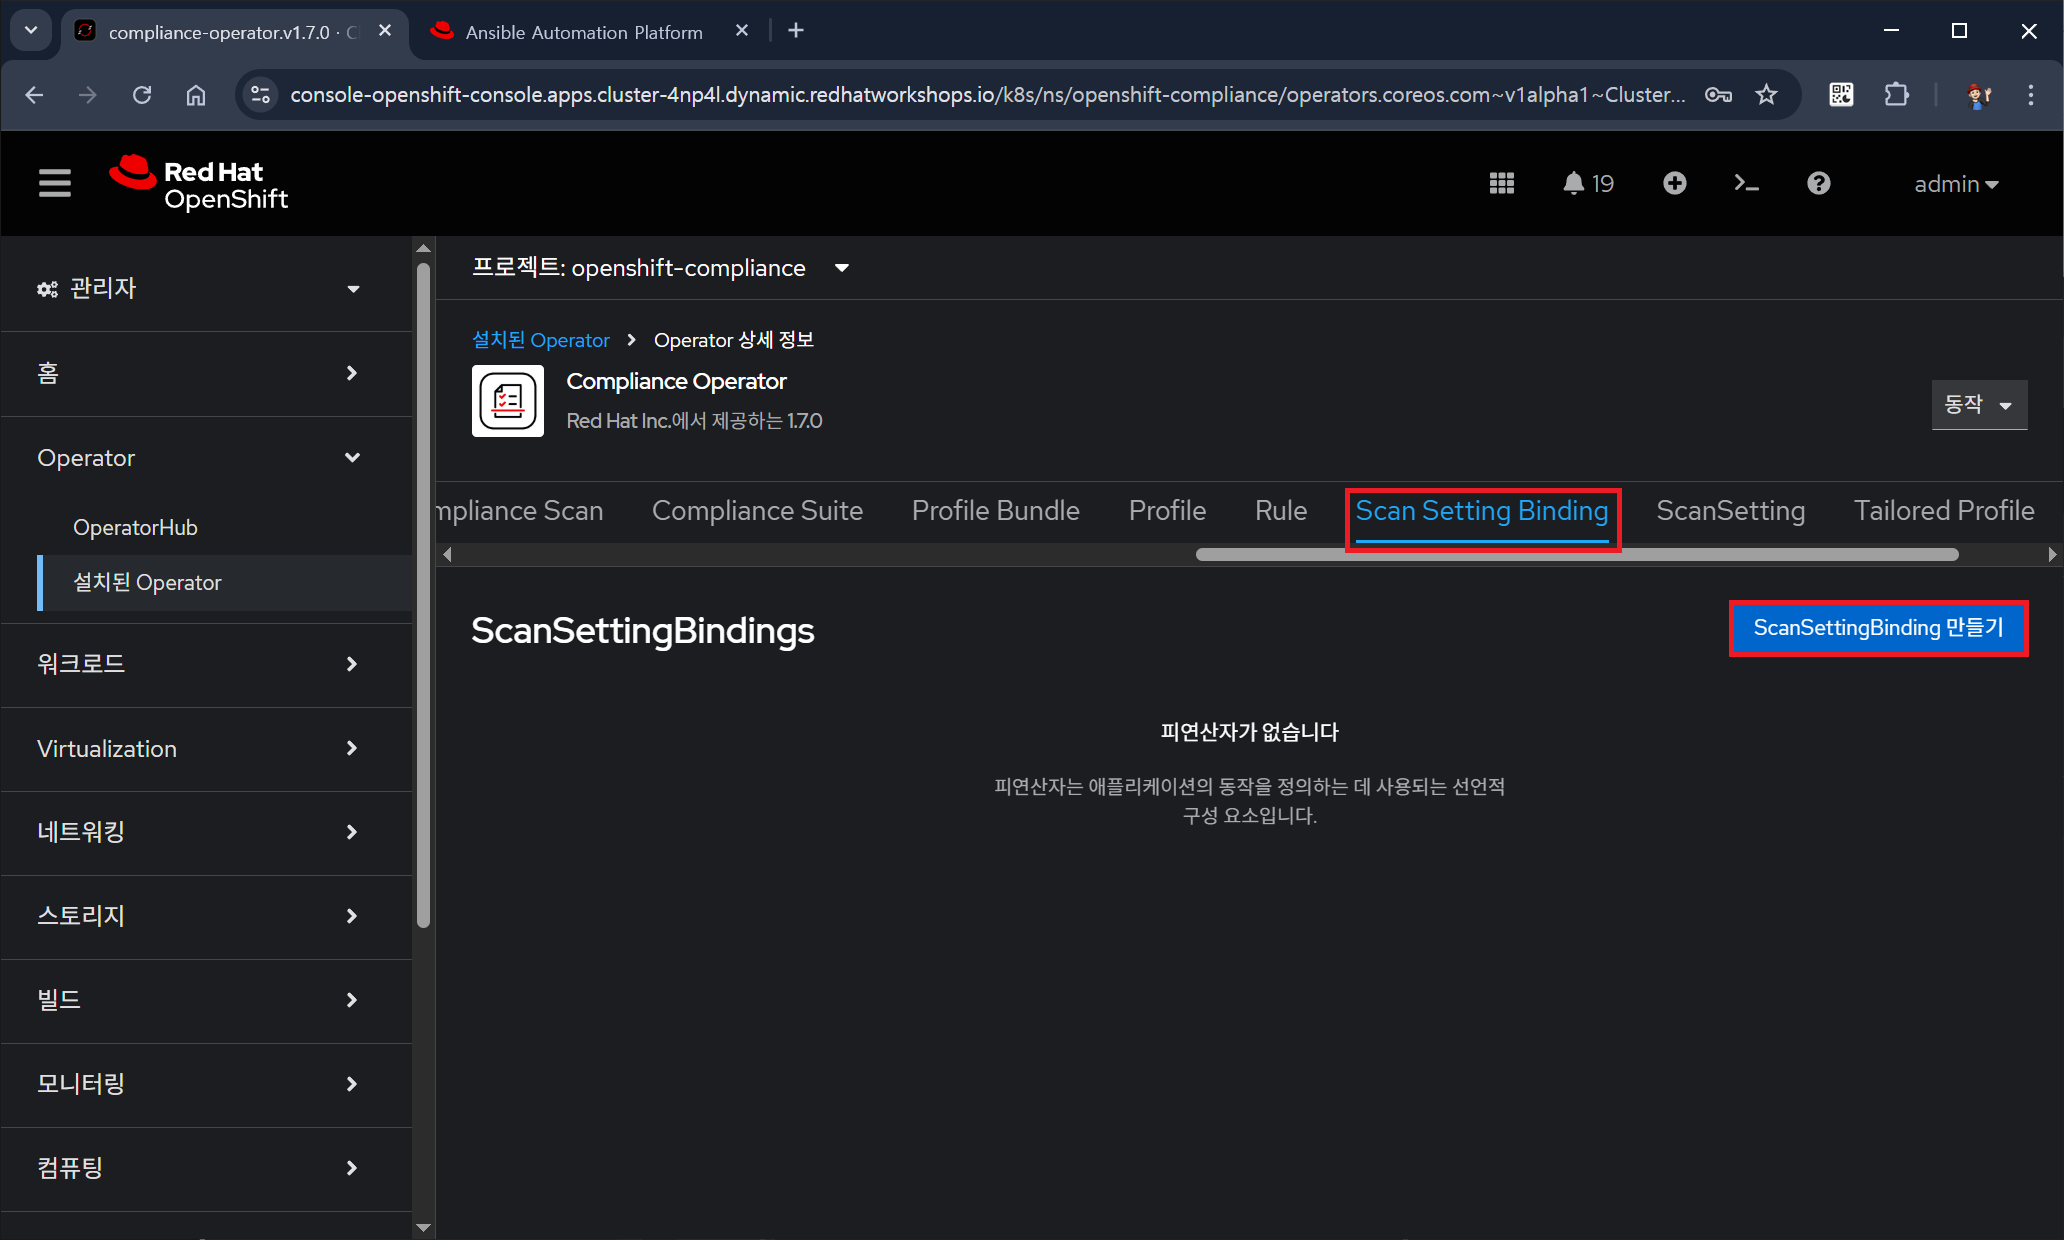 compliance-operator.v1.7.0 · C
Ansible Automation Platform
console-openshift-console.apps.cluster-4np4l.dynamic.redhatworkshops.io/k8s/ns/openshift-compliance/operators.coreos.com~v1alpha1~Cluster...
Red Hat
OpenShift
19
admin
관리자
홈
Operator
OperatorHub
설치된 Operator
워크로드
Virtualization
네트워킹
스토리지
빌드
모니터링
컴퓨팅
프로젝트: openshift-compliance
설치된 Operator
Operator 상세 정보
Compliance Operator
Red Hat Inc.에서 제공하는 1.7.0
동작
mpliance Scan
Compliance Suite
Profile Bundle
Profile
Rule
Scan Setting Binding
ScanSetting
Tailored Profile
ScanSettingBindings
ScanSettingBinding 만들기
피연산자가 없습니다
피연산자는 애플리케이션의 동작을 정의하는 데 사용되는 선언적
구성 요소입니다.